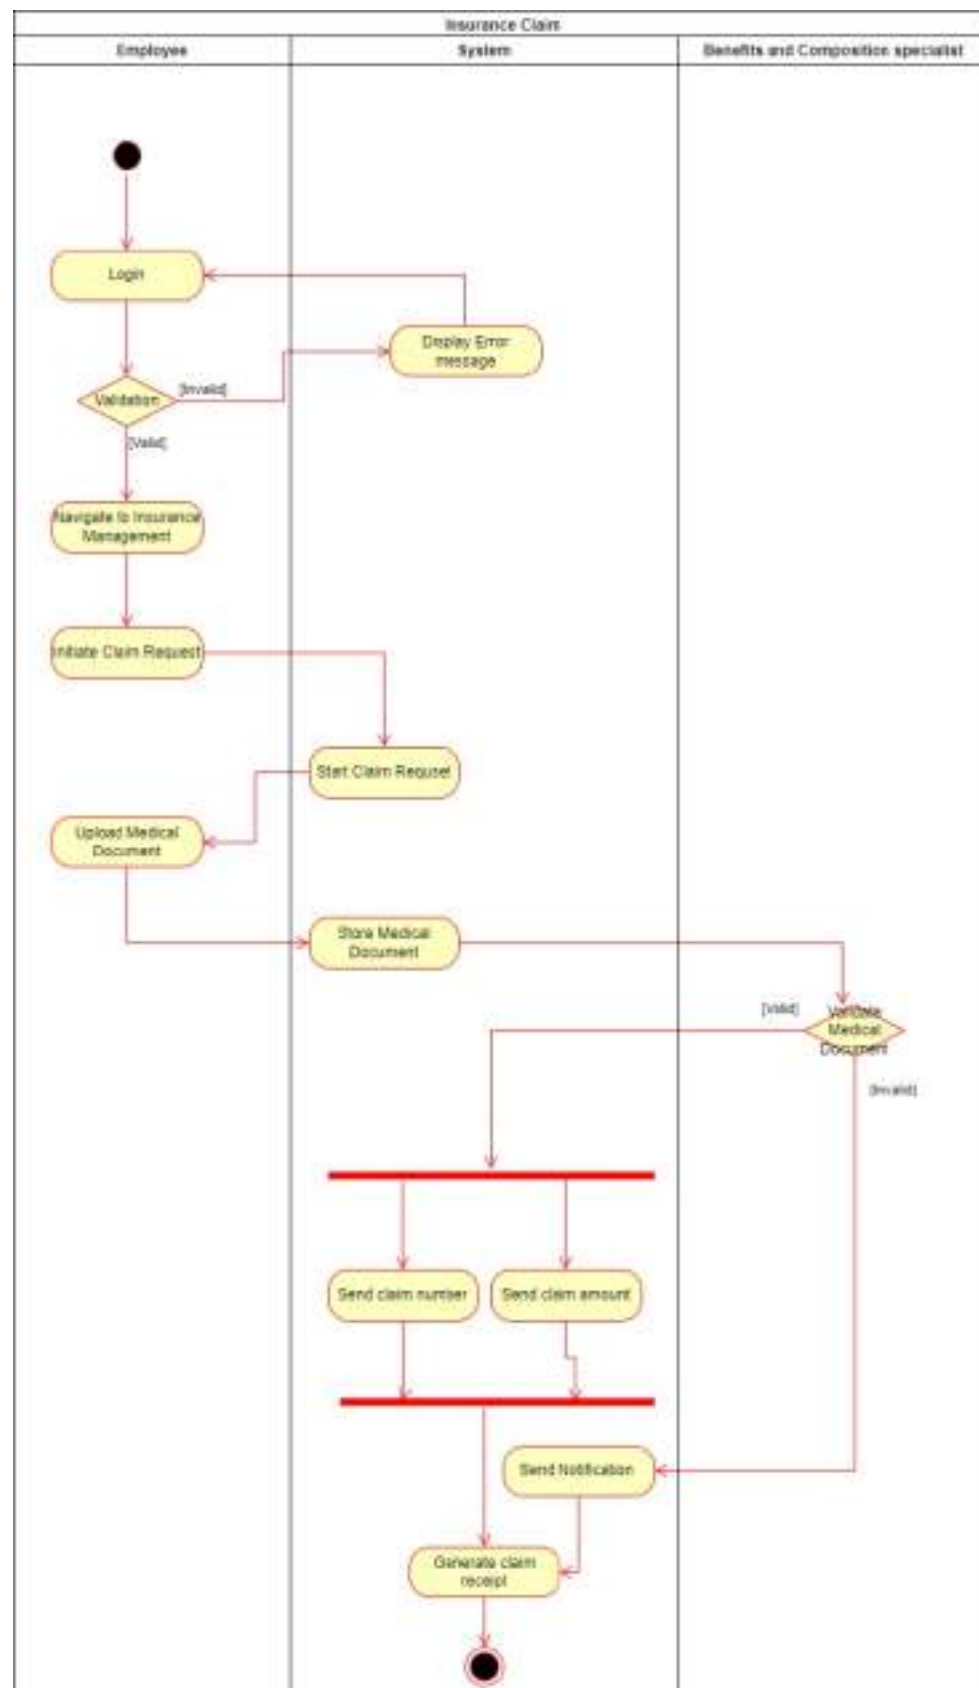 Insurance Claim
Employee
System
Benefits and Composition specialist
Login
Display Error
message
Validation
[Invalid]
[Valid]
Navigate to Insurance
Management
Initiate Claim Request
Start Claim Requset
Upload Medical
Document
Store Medical
Document
[Valid]
Validate
Medical
Document
[Invalid]
Send claim number
Send claim amount
Send Notification
Generate claim
receipt